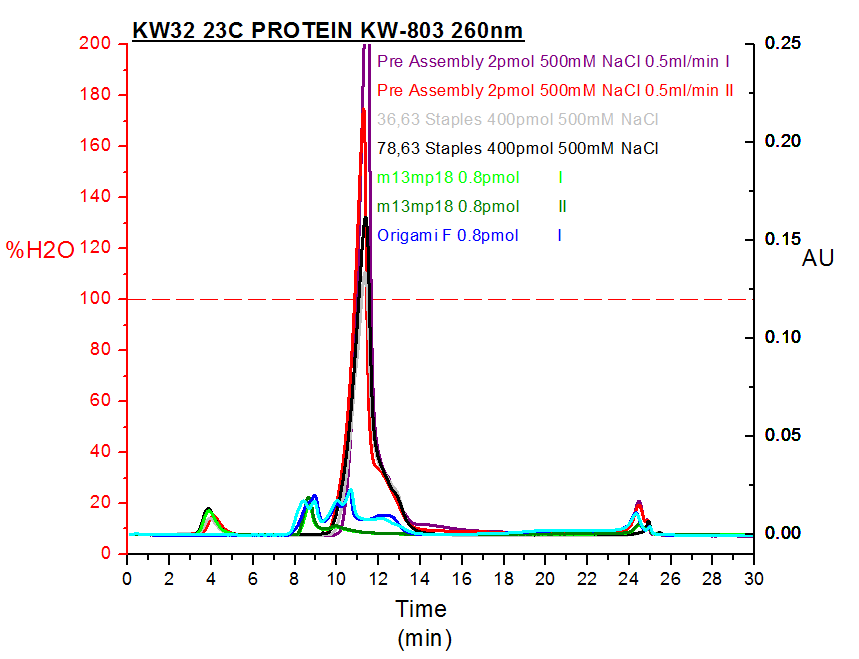 KW32 23C PROTEIN KW-803 260nm
200
180
160
140
120
100
80
60
40
20
0
%H2O
Pre Assembly 2pmol 500mM NaCl 0.5ml/min I
Pre Assembly 2pmol 500mM NaCl 0.5ml/min II
36,63 Staples 400pmol 500mM NaCl
78,63 Staples 400pmol 500mM NaCl
m13mp18 0.8pmol I
m13mp18 0.8pmol II
Origami F 0.8pmol I
0.25
0.20
0.15
0.10
0.05
0.00
AU
0 2 4 6 8 10 12 14 16 18 20 22 24 26 28 30
Time
(min)